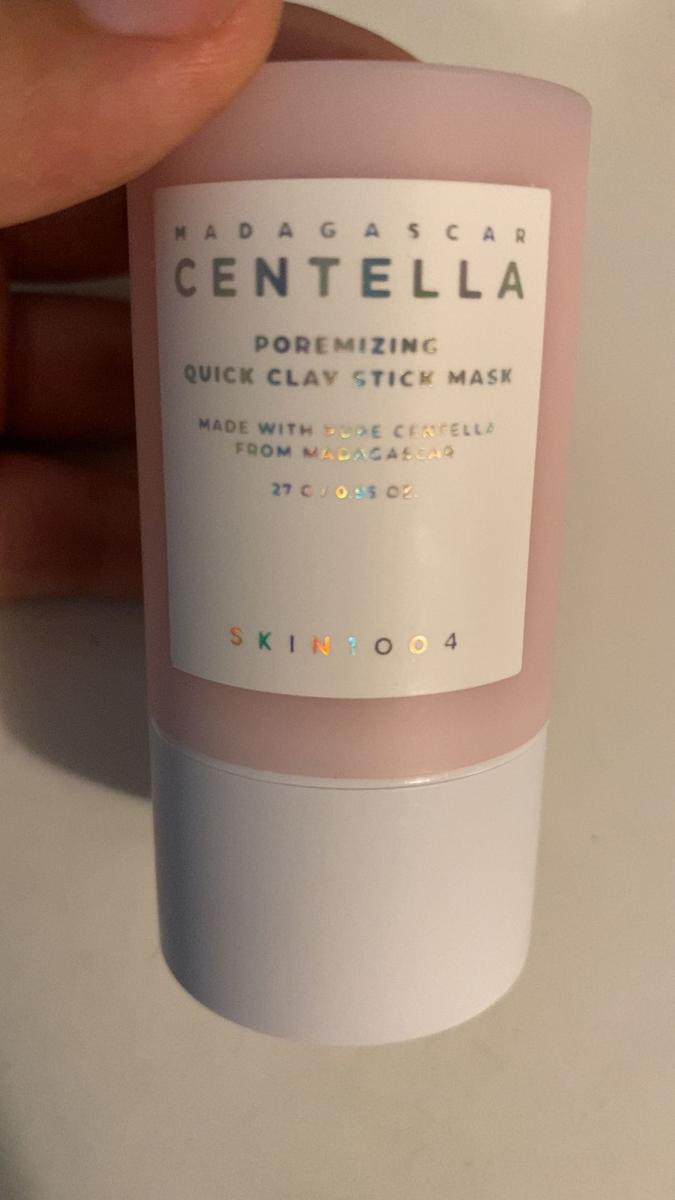 MADAGASCAR
CENTELLA
POREMIZING
QUICK CLAY STICK MASK
MADE WITH PURE CENTELLA
FROM MADAGASCAR
27 G / 0.95 OZ.
SKIN1004